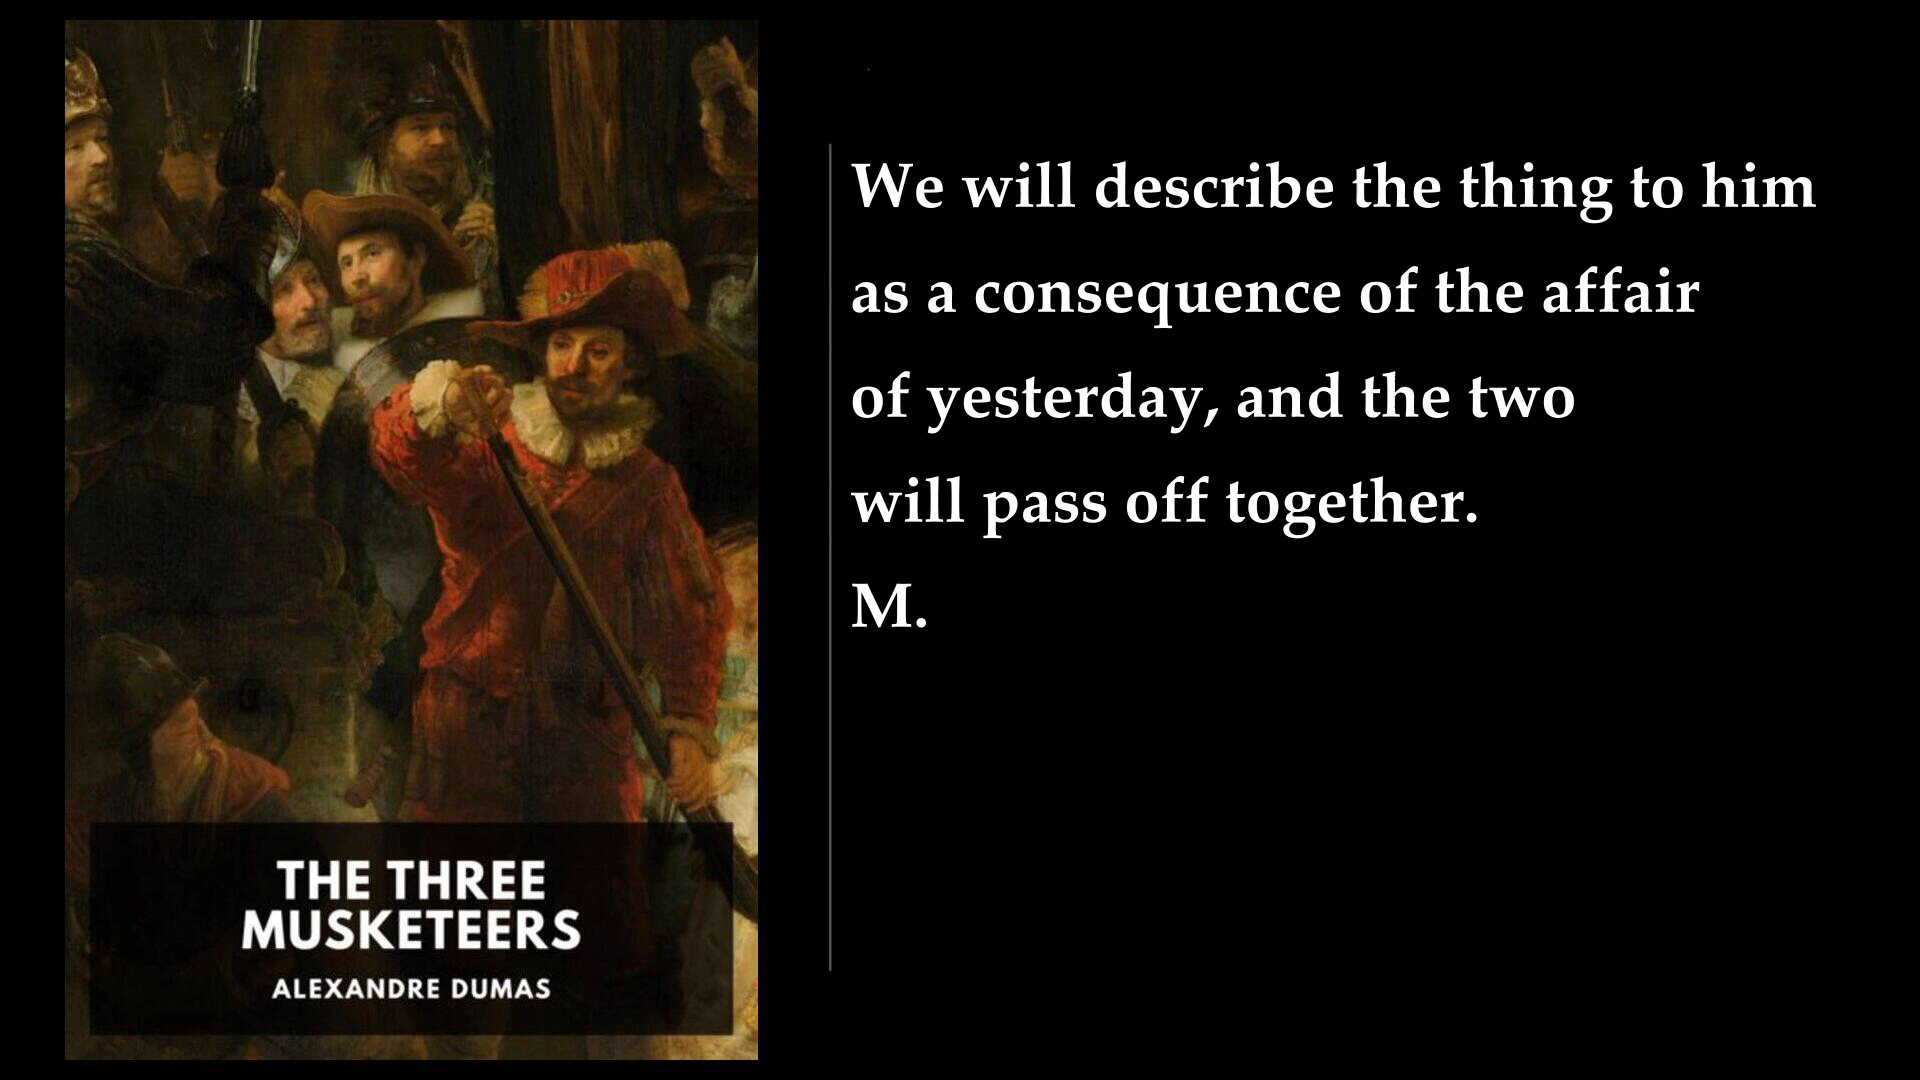 THE THREE
MUSKETEERS
ALEXANDRE DUMAS
We will describe the thing to him
as a consequence of the affair
of yesterday, and the two
will pass off together.
M.